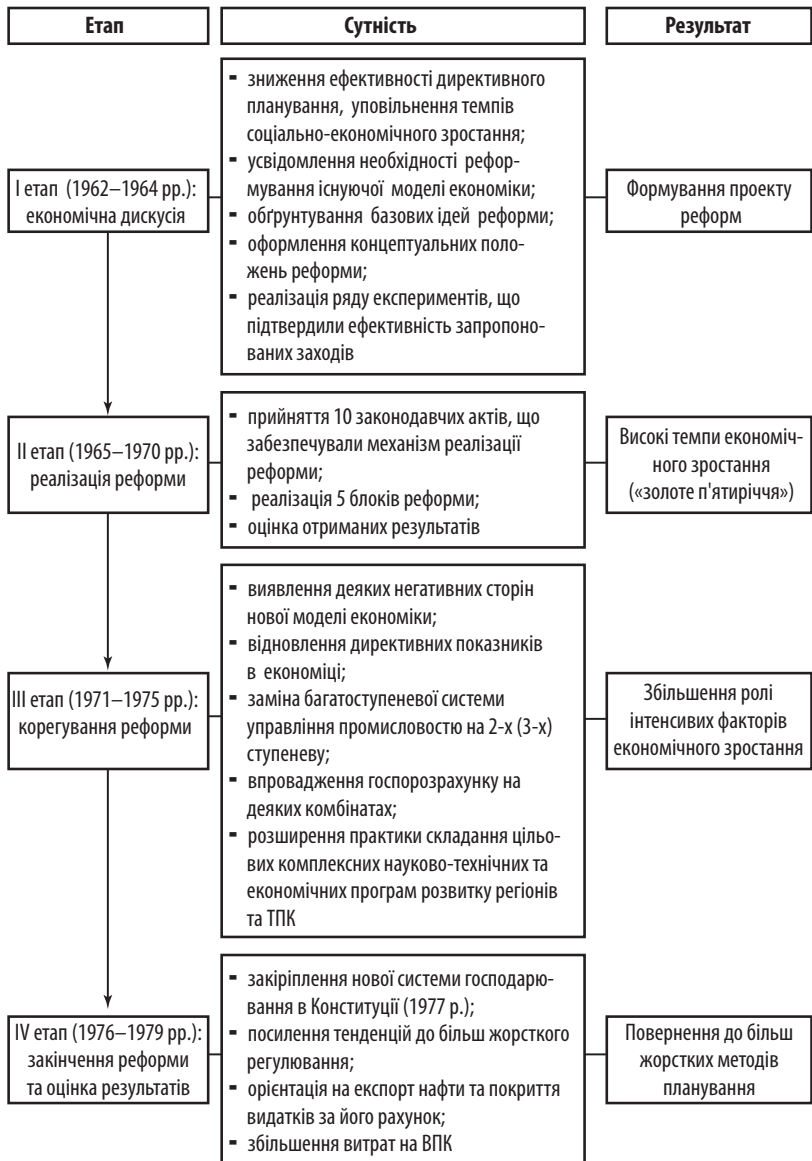 Етап
Сутність
Результат
I етап (1962–1964 рр.):
економічна дискусія
- зниження ефективності директивного
планування, уповільнення темпів
соціально-економічного зростання;
- усвідомлення необхідності рефор-
мування існуючої моделі економіки;
- обґрунтування базових ідей реформи;
- оформлення концептуальних поло-
жень реформи;
- реалізація ряду експериментів, що
підтвердили ефективність запропоно-
ваних заходів
Формування проекту
реформ
II етап (1965–1970 рр.):
реалізація реформи
- прийняття 10 законодавчих актів, що
забезпечували механізм реалізації
реформи;
- реалізація 5 блоків реформи;
- оцінка отриманих результатів
Високі темпи економіч-
ного зростання
(«золоте п'ятиріччя»)
III етап (1971–1975 рр.):
корегування реформи
- виявлення деяких негативних сторін
нової моделі економіки;
- відновлення директивних показників
в економіці;
- заміна багатоступеневої системи
управління промисловостю на 2-х (3-х)
ступеневу;
- впровадження госпорозрахунку на
деяких комбінатах;
- розширення практики складання цільо-
вих комплексних науково-технічних та
економічних програм розвитку регіонів
та ТПК
Збільшення ролі
інтенсивих факторів
економічного зростання
IV етап (1976–1979 рр.):
закінчення реформи
та оцінка результатів
- закіріплення нової системи господарю-
вання в Конституції (1977 р.);
- посилення тенденцій до більш жорсткого
регулювання;
- орієнтація на експорт нафти та покриття
видатків за його рахунок;
- збільшення витрат на ВПК
Повернення до більш
жорстких методів
планування